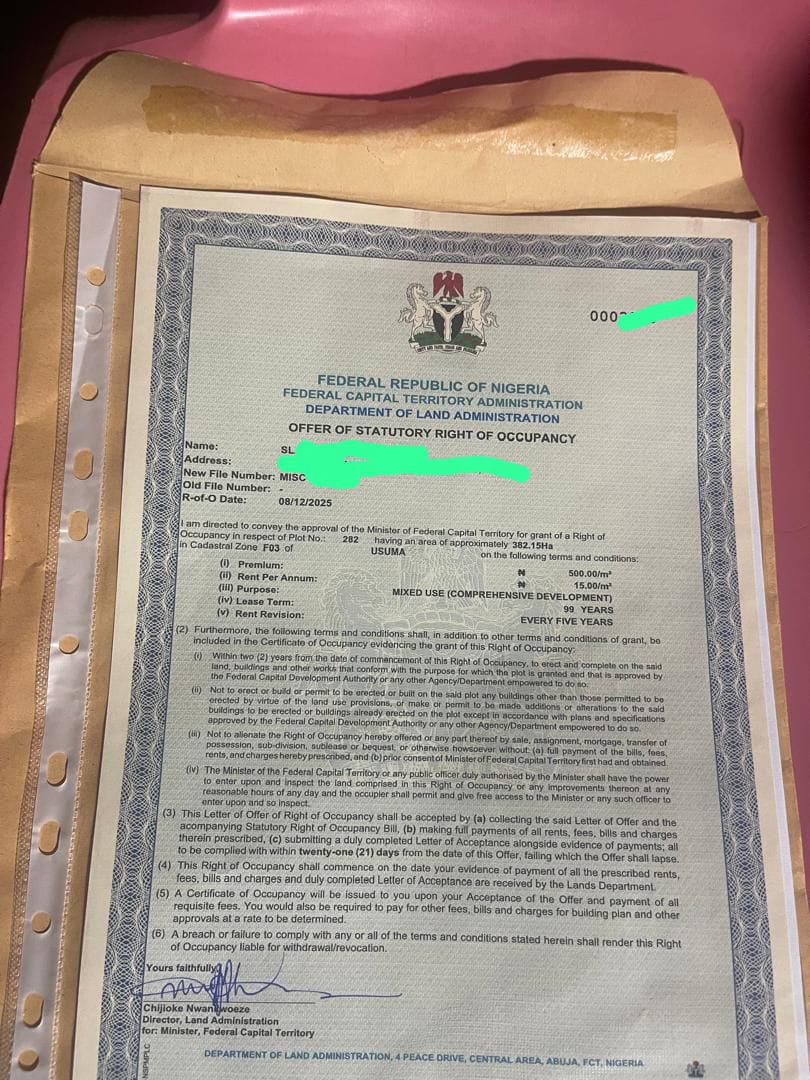 000
FEDERAL REPUBLIC OF NIGERIA
FEDERAL CAPITAL TERRITORY ADMINISTRATION
DEPARTMENT OF LAND ADMINISTRATION
OFFER OF STATUTORY RIGHT OF OCCUPANCY
Name: SL
Address:
New File Number: MISC
Old File Number: -
R-of-O Date: 08/12/2025
I am directed to convey the approval of the Minister of Federal Capital Territory for grant of a Right of
Occupancy in respect of Plot No.: 282 having an area of approximately 382.15Ha
in Cadastral Zone F03 of USUMA on the following terms and conditions:
(i) Premium: ₦ 500.00/m²
(ii) Rent Per Annum: ₦ 15.00/m²
(iii) Purpose: MIXED USE (COMPREHENSIVE DEVELOPMENT)
(iv) Lease Term: 99 YEARS
(v) Rent Revision: EVERY FIVE YEARS
(2) Furthermore, the following terms and conditions shall, in addition to other terms and conditions of grant, be
included in the Certificate of Occupancy evidencing the grant of this Right of Occupancy:
(i) Within two (2) years from the date of commencement of this Right of Occupancy, to erect and complete on the said
land, buildings and other works that conform with the purpose for which the plot is granted and that is approved by
the Federal Capital Development Authority or any other Agency/Department empowered to do so.
(ii) Not to erect or build or permit to be erected or built on the said plot any buildings other than those permitted to be
erected by virtue of the land use provisions, or make or permit to be made additions or alterations to the said
buildings to be erected or buildings already erected on the plot except in accordance with plans and specifications
approved by the Federal Capital Development Authority or any other Agency/Department empowered to do so.
(iii) Not to alienate the Right of Occupancy hereby offered or any part thereof by sale, assignment, mortgage, transfer of
possession, sub-division, sublease or bequest, or otherwise howsoever without: (a) full payment of the bills, fees,
rents, and charges hereby prescribed, and (b) prior consent of Minister of Federal Capital Territory first had and obtained.
(iv) The Minister of the Federal Capital Territory or any public officer duly authorised by the Minister shall have the power
to enter upon and inspect the land comprised in this Right of Occupancy or any improvements thereon at any
reasonable hours of any day and the occupier shall permit and give free access to the Minister or any such officer to
enter upon and so inspect.
(3) This Letter of Offer of Right of Occupancy shall be accepted by (a) collecting the said Letter of Offer and the
acompanying Statutory Right of Occupancy Bill, (b) making full payments of all rents, fees, bills and charges
therein prescribed, (c) submitting a duly completed Letter of Acceptance alongside evidence of payments; all
to be complied with within twenty-one (21) days from the date of this Offer, failing which the Offer shall lapse.
(4) This Right of Occupancy shall commence on the date your evidence of payment of all the prescribed rents,
fees, bills and charges and duly completed Letter of Acceptance are received by the Lands Department.
(5) A Certificate of Occupancy will be issued to you upon your Acceptance of the Offer and payment of all
requisite fees. You would also be required to pay for other fees, bills and charges for building plan and other
approvals at a rate to be determined.
(6) A breach or failure to comply with any or all of the terms and conditions stated herein shall render this Right
of Occupancy liable for withdrawal/revocation.
Yours faithfully,
Chijioke Nwankwoeze
Director, Land Administration
for: Minister, Federal Capital Territory
NSPMPLC
DEPARTMENT OF LAND ADMINISTRATION, 4 PEACE DRIVE, CENTRAL AREA, ABUJA, FCT, NIGERIA